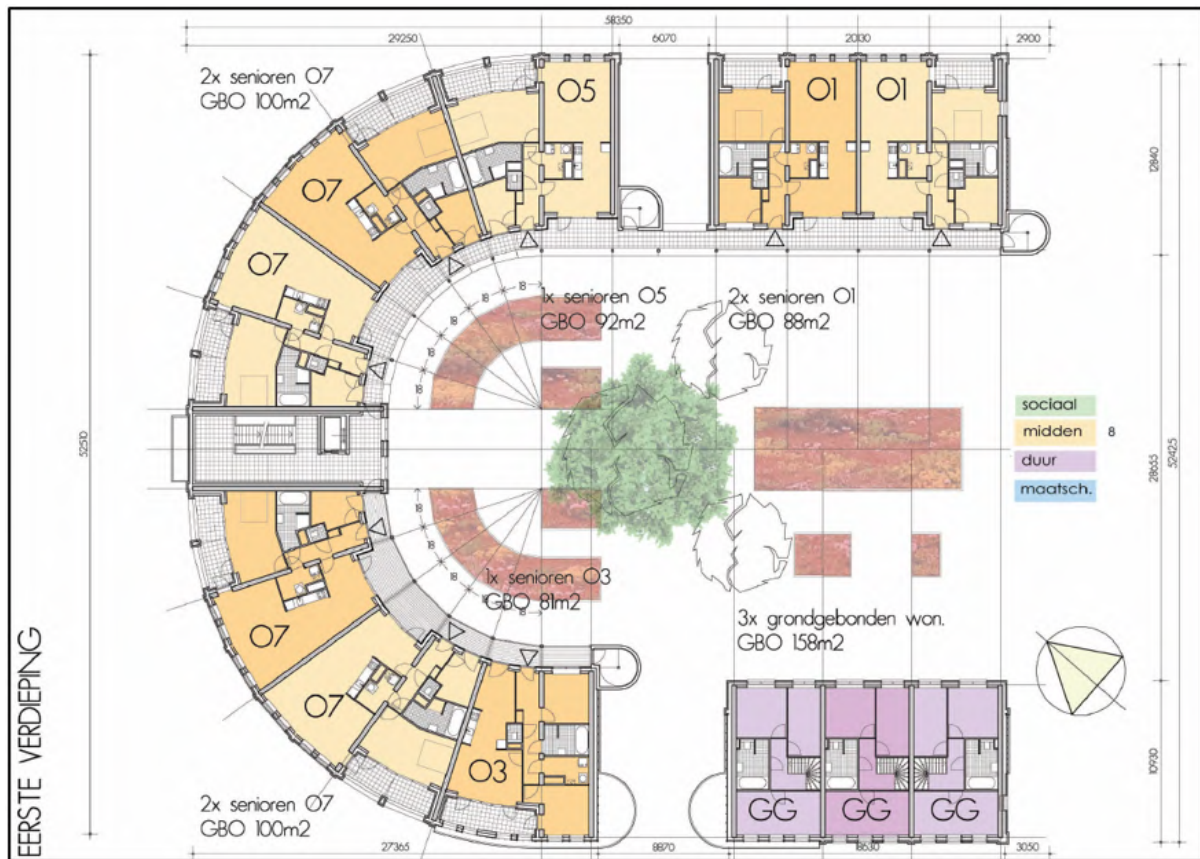 58350
29250
6070
20110
2900
2x senioren O7
GBO 100m2
O5
O1
O1
O7
O7
12840
1x senioren O5
GBO 92m2
2x senioren O1
GBO 88m2
sociaal
midden 8
duur
maatsch.
52510
28655
52425
1x senioren O3
GBO 81m2
3x grondgebonden won.
GBO 158m2
O7
O7
O3
GG
GG
GG
10930
2x senioren O7
GBO 100m2
EERSTE VERDIEPING
27365
8870
18630
3050